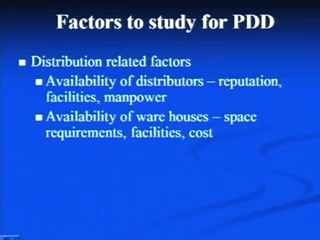 Factors to study for PDD
Distribution related factors
Availability of distributors – reputation,
facilities, manpower
Availability of ware houses – space
requirements, facilities, cost